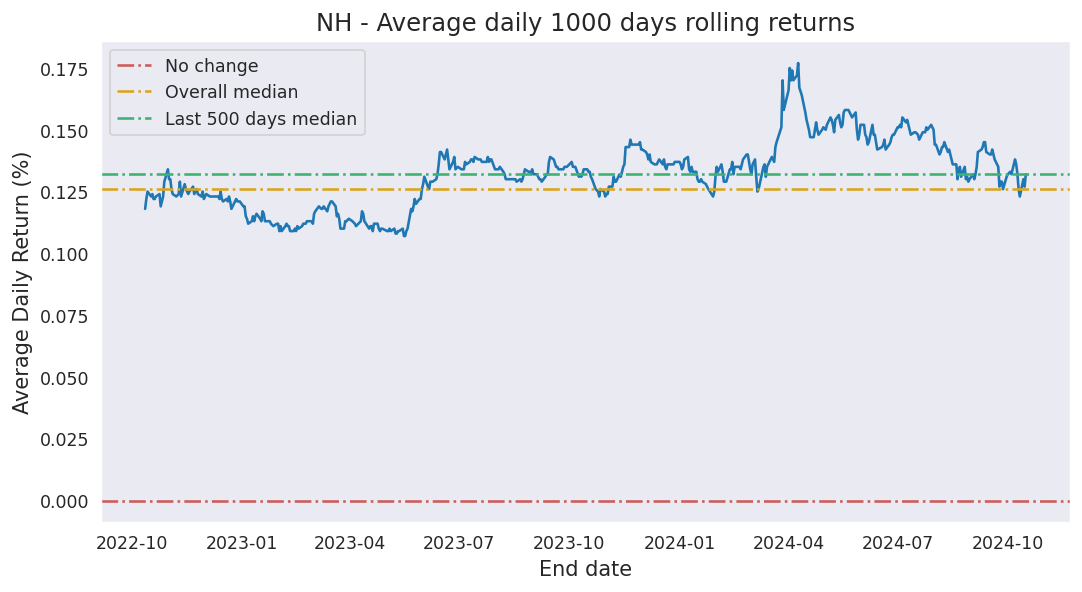 NH - Average daily 1000 days rolling returns
No change
Overall median
Last 500 days median
0.175
0.150
0.125
0.100
0.075
0.050
0.025
0.000
Average Daily Return (%)
2022-10 2023-01 2023-04 2023-07 2023-10 2024-01 2024-04 2024-07 2024-10
End date